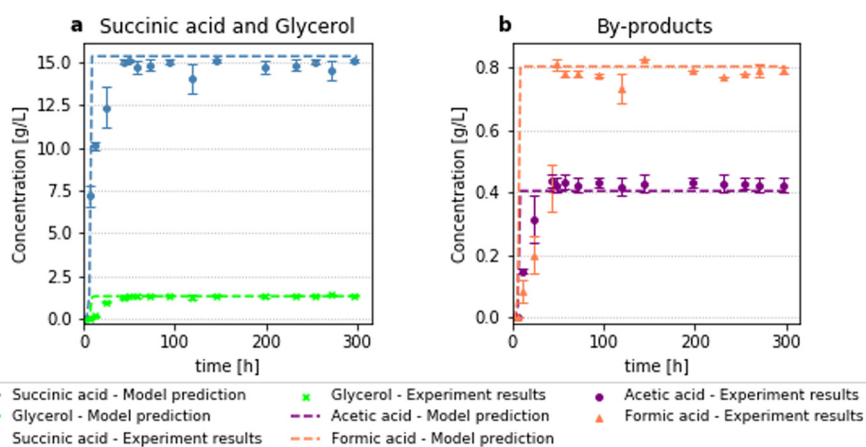 a Succinic acid and Glycerol
b By-products
Concentration [g/L]
15.0
12.5
10.0
7.5
5.0
2.5
0.0
0 100 200 300
time [h]
Concentration [g/L]
0.8
0.6
0.4
0.2
0.0
0 100 200 300
time [h]
Succinic acid - Model prediction
Glycerol - Model prediction
Succinic acid - Experiment results
Glycerol - Experiment results
Acetic acid - Model prediction
Formic acid - Model prediction
Acetic acid - Experiment results
Formic acid - Experiment results